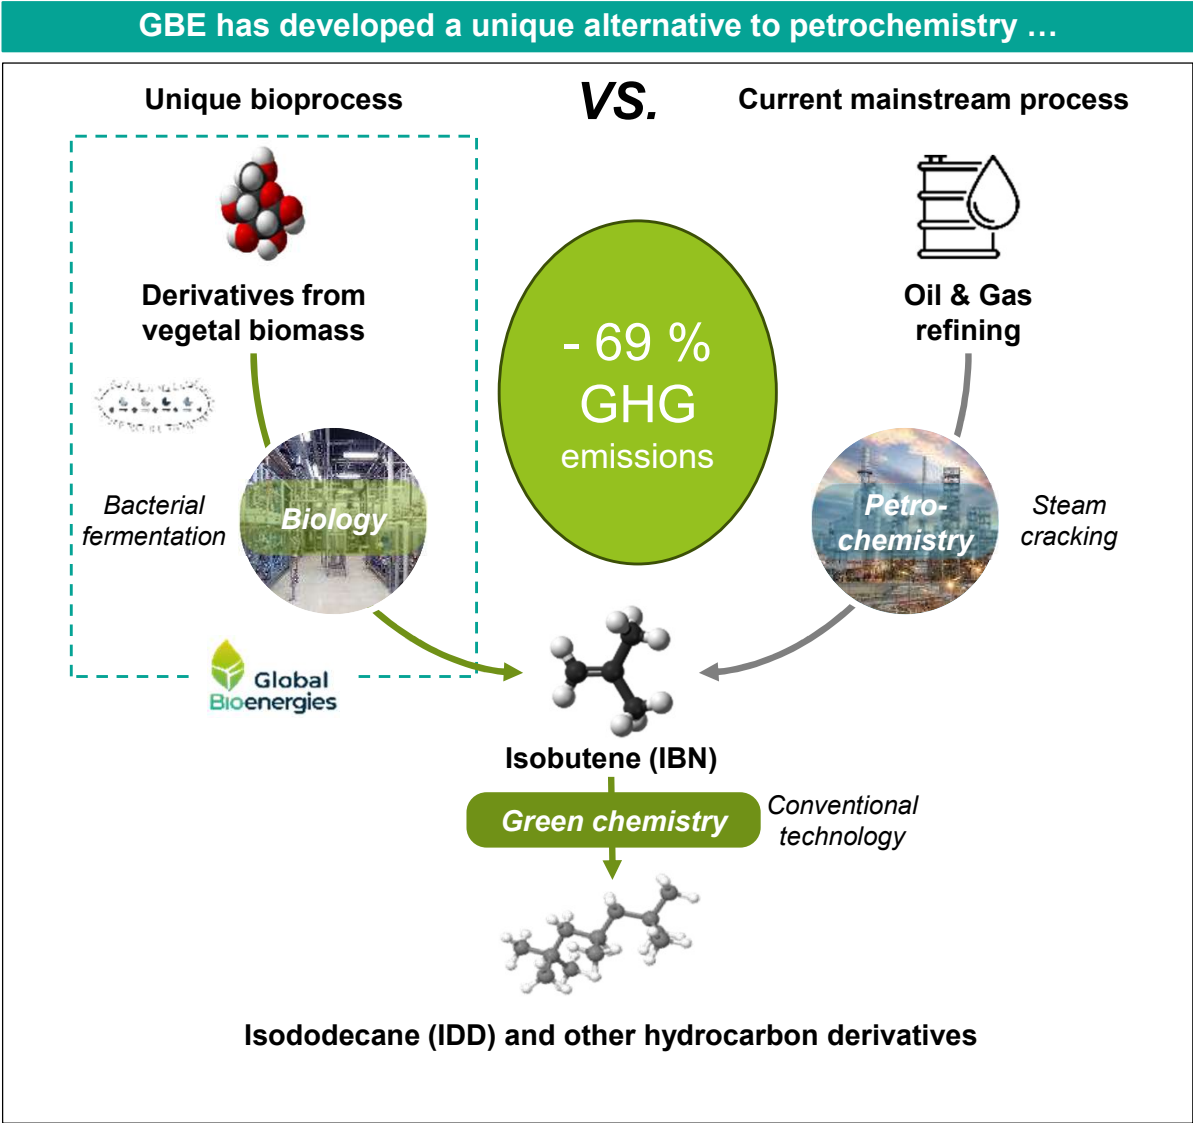 GBE has developed a unique alternative to petrochemistry …
Unique bioprocess
VS.
Current mainstream process
Derivatives from
vegetal biomass
Oil & Gas
refining
- 69 %
GHG
emissions
Bacterial
fermentation
Biology
Petro-
chemistry
Steam
cracking
Global
Bioenergies
Isobutene (IBN)
Green chemistry
Conventional
technology
Isododecane (IDD) and other hydrocarbon derivatives